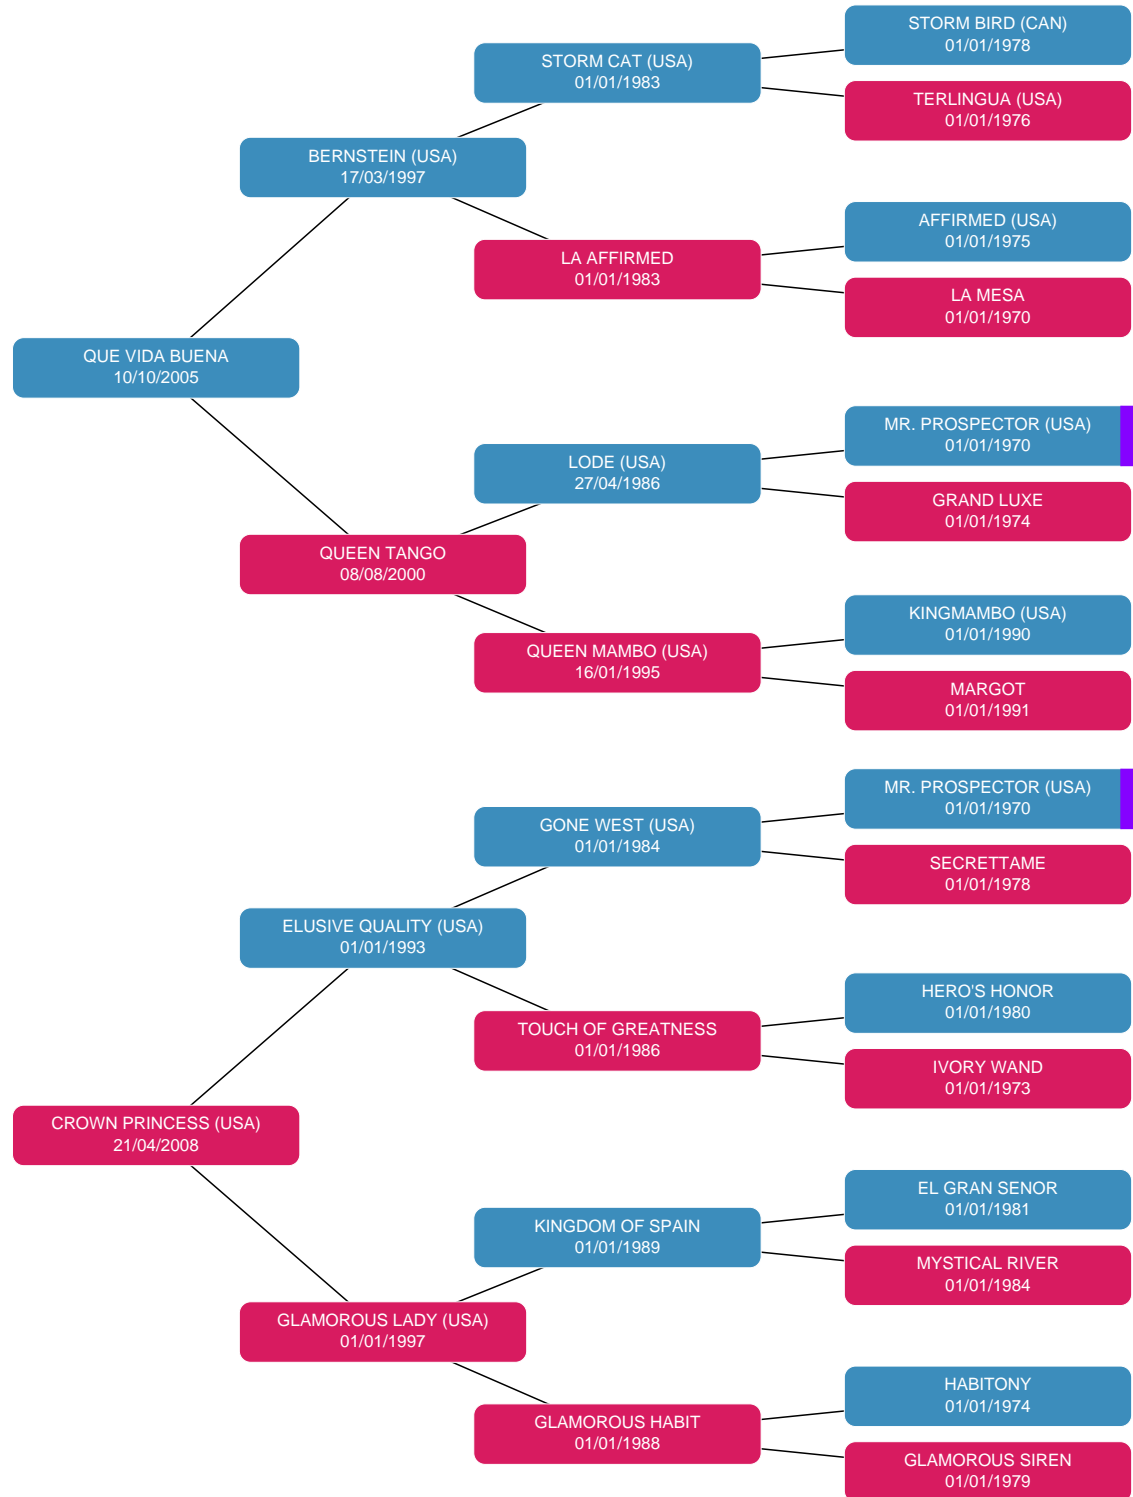 STORM BIRD (CAN)
01/01/1978
STORM CAT (USA)
01/01/1983
TERLINGUA (USA)
01/01/1976
BERNSTEIN (USA)
17/03/1997
AFFIRMED (USA)
01/01/1975
LA AFFIRMED
01/01/1983
LA MESA
01/01/1970
QUE VIDA BUENA
10/10/2005
MR. PROSPECTOR (USA)
01/01/1970
LODE (USA)
27/04/1986
GRAND LUXE
01/01/1974
QUEEN TANGO
08/08/2000
KINGMAMBO (USA)
01/01/1990
QUEEN MAMBO (USA)
16/01/1995
MARGOT
01/01/1991
MR. PROSPECTOR (USA)
01/01/1970
GONE WEST (USA)
01/01/1984
SECRETTAME
01/01/1978
ELUSIVE QUALITY (USA)
01/01/1993
HERO'S HONOR
01/01/1980
TOUCH OF GREATNESS
01/01/1986
IVORY WAND
01/01/1973
CROWN PRINCESS (USA)
21/04/2008
EL GRAN SENOR
01/01/1981
KINGDOM OF SPAIN
01/01/1989
MYSTICAL RIVER
01/01/1984
GLAMOROUS LADY (USA)
01/01/1997
HABITONY
01/01/1974
GLAMOROUS HABIT
01/01/1988
GLAMOROUS SIREN
01/01/1979